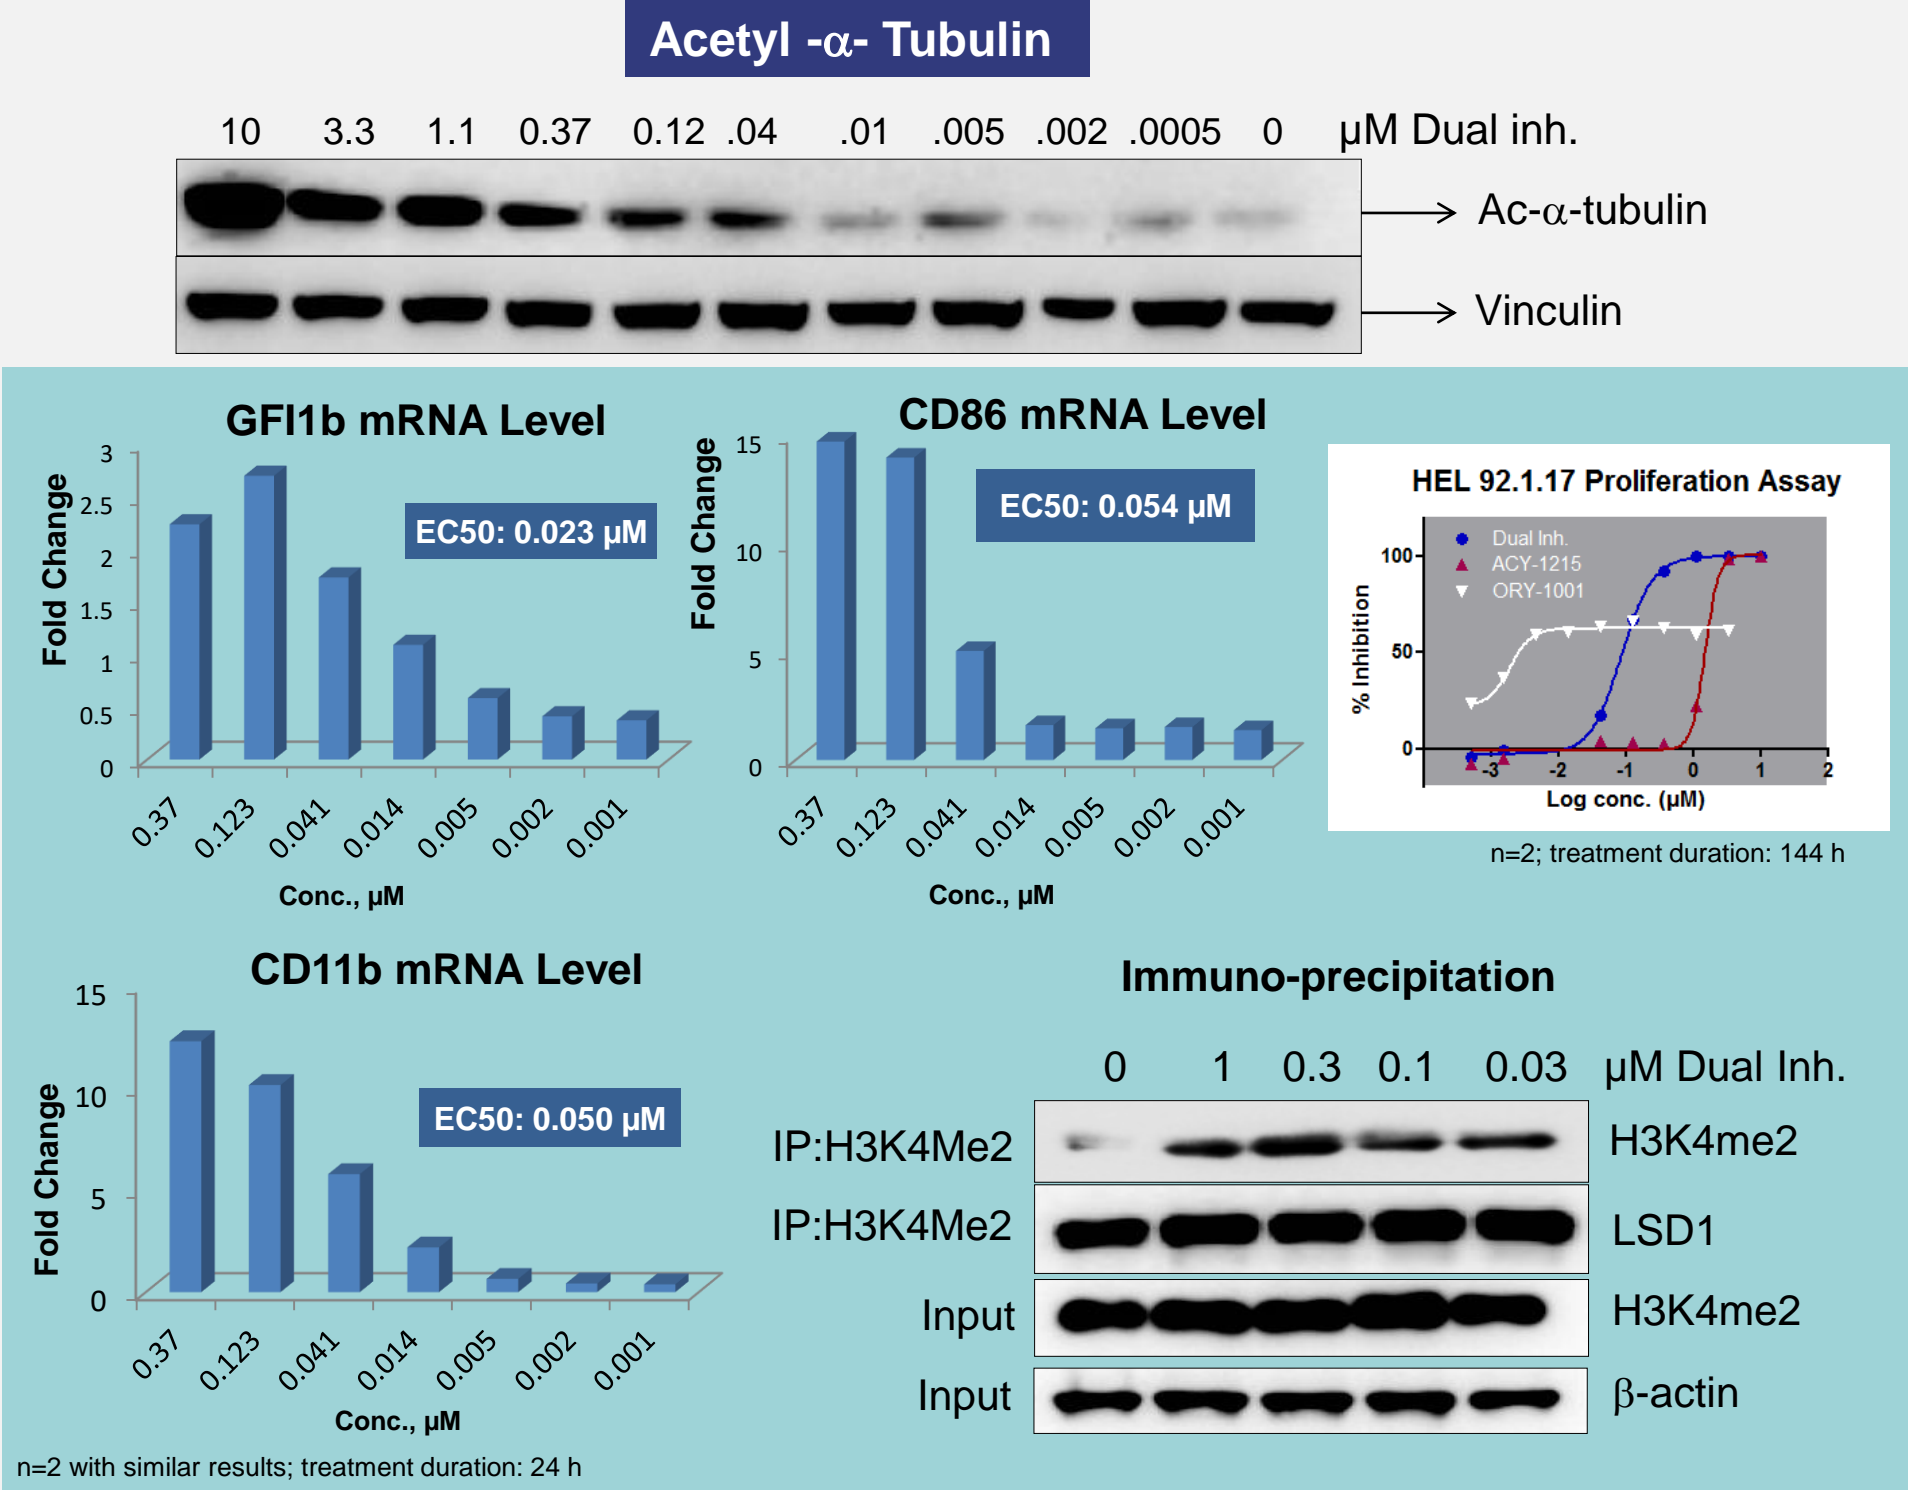 Acetyl -α- Tubulin
10 3.3 1.1 0.37 0.12 .04 .01 .005 .002 .0005 0 µM Dual inh.
Ac-α-tubulin
Vinculin
GFI1b mRNA Level
Fold Change
3
2.5
2
1.5
1
0.5
0
EC50: 0.023 µM
0.37 0.123 0.041 0.014 0.005 0.002 0.001
Conc., µM
CD86 mRNA Level
Fold Change
15
10
5
0
EC50: 0.054 µM
0.37 0.123 0.041 0.014 0.005 0.002 0.001
Conc., µM
HEL 92.1.17 Proliferation Assay
% Inhibition
100
50
0
Dual Inh.
ACY-1215
ORY-1001
-3 -2 -1 0 1 2
Log conc. (µM)
n=2; treatment duration: 144 h
CD11b mRNA Level
Fold Change
15
10
5
0
EC50: 0.050 µM
0.37 0.123 0.041 0.014 0.005 0.002 0.001
Conc., µM
n=2 with similar results; treatment duration: 24 h
Immuno-precipitation
0 1 0.3 0.1 0.03 µM Dual Inh.
IP:H3K4Me2 H3K4me2
IP:H3K4Me2 LSD1
Input H3K4me2
Input β-actin